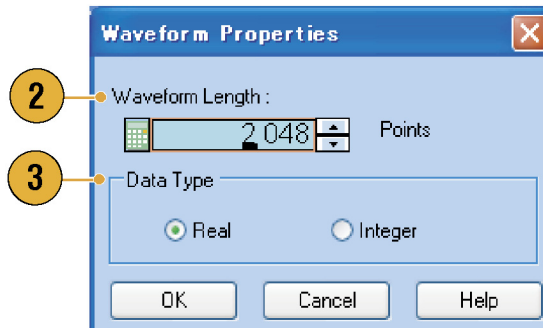 Waveform Properties
2
Waveform Length :
2 048 Points
3
Data Type
Real Integer
OK Cancel Help